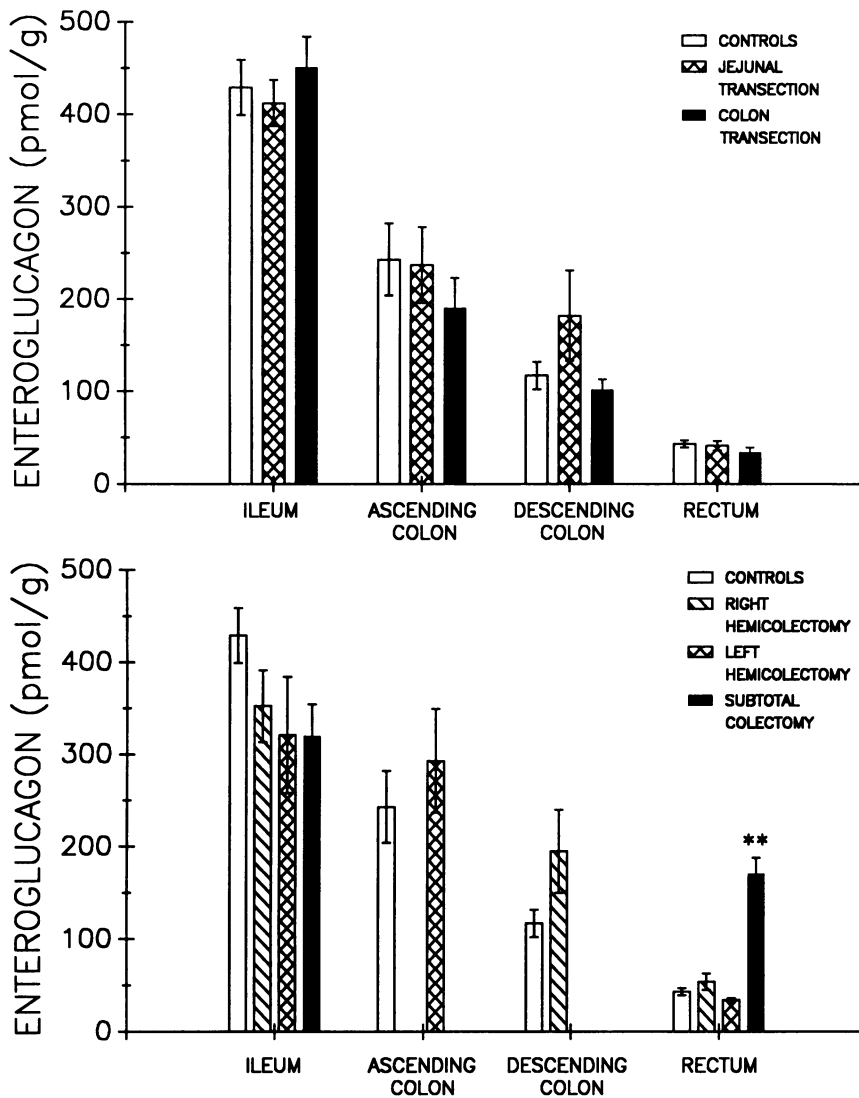 ENTEROGLUCAGON (pmol/g)
500
400
300
200
100
0
CONTROLS
JEJUNAL
TRANSECTION
COLON
TRANSECTION
ILEUM
ASCENDING
COLON
DESCENDING
COLON
RECTUM
ENTEROGLUCAGON (pmol/g)
500
400
300
200
100
0
CONTROLS
RIGHT
HEMICOLECTOMY
LEFT
HEMICOLECTOMY
SUBTOTAL
COLECTOMY
**
ILEUM
ASCENDING
COLON
DESCENDING
COLON
RECTUM